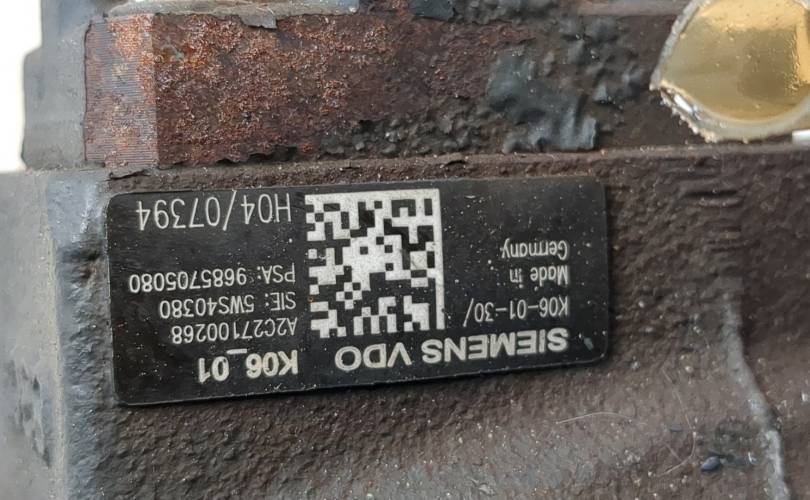 SIEMENS VDO K06_01
K06-01-30/
Made in
Germany
A2C27100268
SIE: 5WS40380
PSA: 9685705080
H04/07394